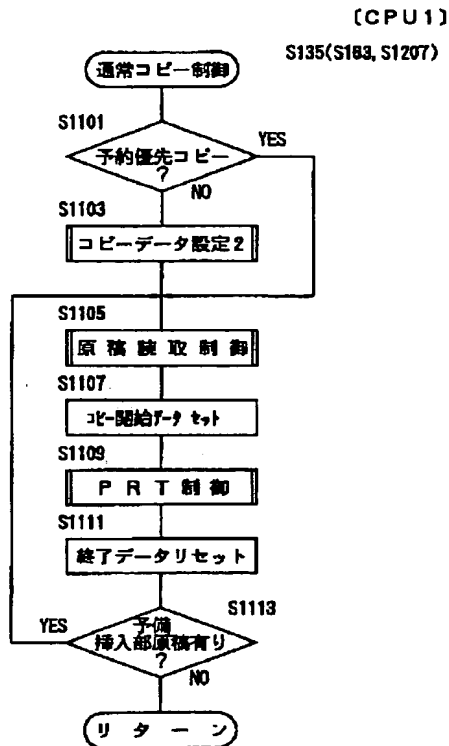 [CPU1]
S135(S183, S1207)
通常コピー制御
S1101
予約優先コピー
?
YES
NO
S1103
コピーデータ設定2
S1105
原稿読取制御
S1107
コピー開始データセット
S1109
PRT制御
S1111
終了データリセット
S1113
予備
挿入部原稿有り
?
YES
NO
リターン